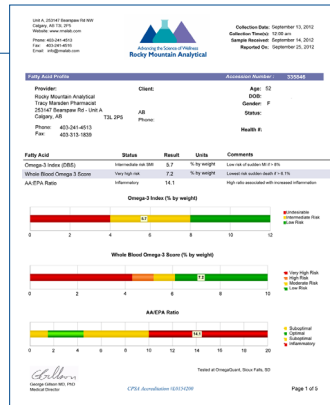 Unit A, 253147 Bearspaw Rd NW
Calgary, AB T3L 2P5
Website: www.rmalab.com
Phone: 403-241-4513
Fax: 403-241-4516
Email: info@rmalab.com
Advancing the Science of Wellness
Rocky Mountain Analytical
Collection Date: September 13, 2012
Collection Time(s): 12:00 am
Sample Received: September 14, 2012
Reported On: September 25, 2012
Fatty Acid Profile
Accession Number : 355846
Provider:
Rocky Mountain Analytical
Tracy Marsden Pharmacist
253147 Bearspaw Rd - Unit A
Calgary, AB T3L 2P5
Phone: 403-241-4513
Fax: 403-313-1838
Client:
AB
Phone:
Age: 52
DOB:
Gender: F
Status:
Health #:
Fatty Acid Status Result Units Comments
Omega-3 Index (DBS) Intermediate risk SMI 5.7 % by weight Low risk of sudden MI if > 8%
Whole Blood Omega 3 Score Very high risk 7.2 % by weight Lowest risk sudden death if > 6.1%
AA/EPA Ratio Inflammatory 14.1 High ratio associated with increased inflammation
Omega-3 Index (% by weight)
5.7
0 2 4 6 8 10 12
Undesirable
Intermediate Risk
Low Risk
Whole Blood Omega-3 Score (% by weight)
7.2
0 2 4 6 8 10
Very High Risk
High Risk
Moderate Risk
Low Risk
AA/EPA Ratio
14.1
0 2 4 6 8 10 12 14 16 18 20
Suboptimal
Optimal
Suboptimal
Inflammatory
George Gillson MD, PhD
Medical Director
Tested at OmegaQuant, Sioux Falls, SD
CPSA Accreditation #L0154200
Page 1 of 5